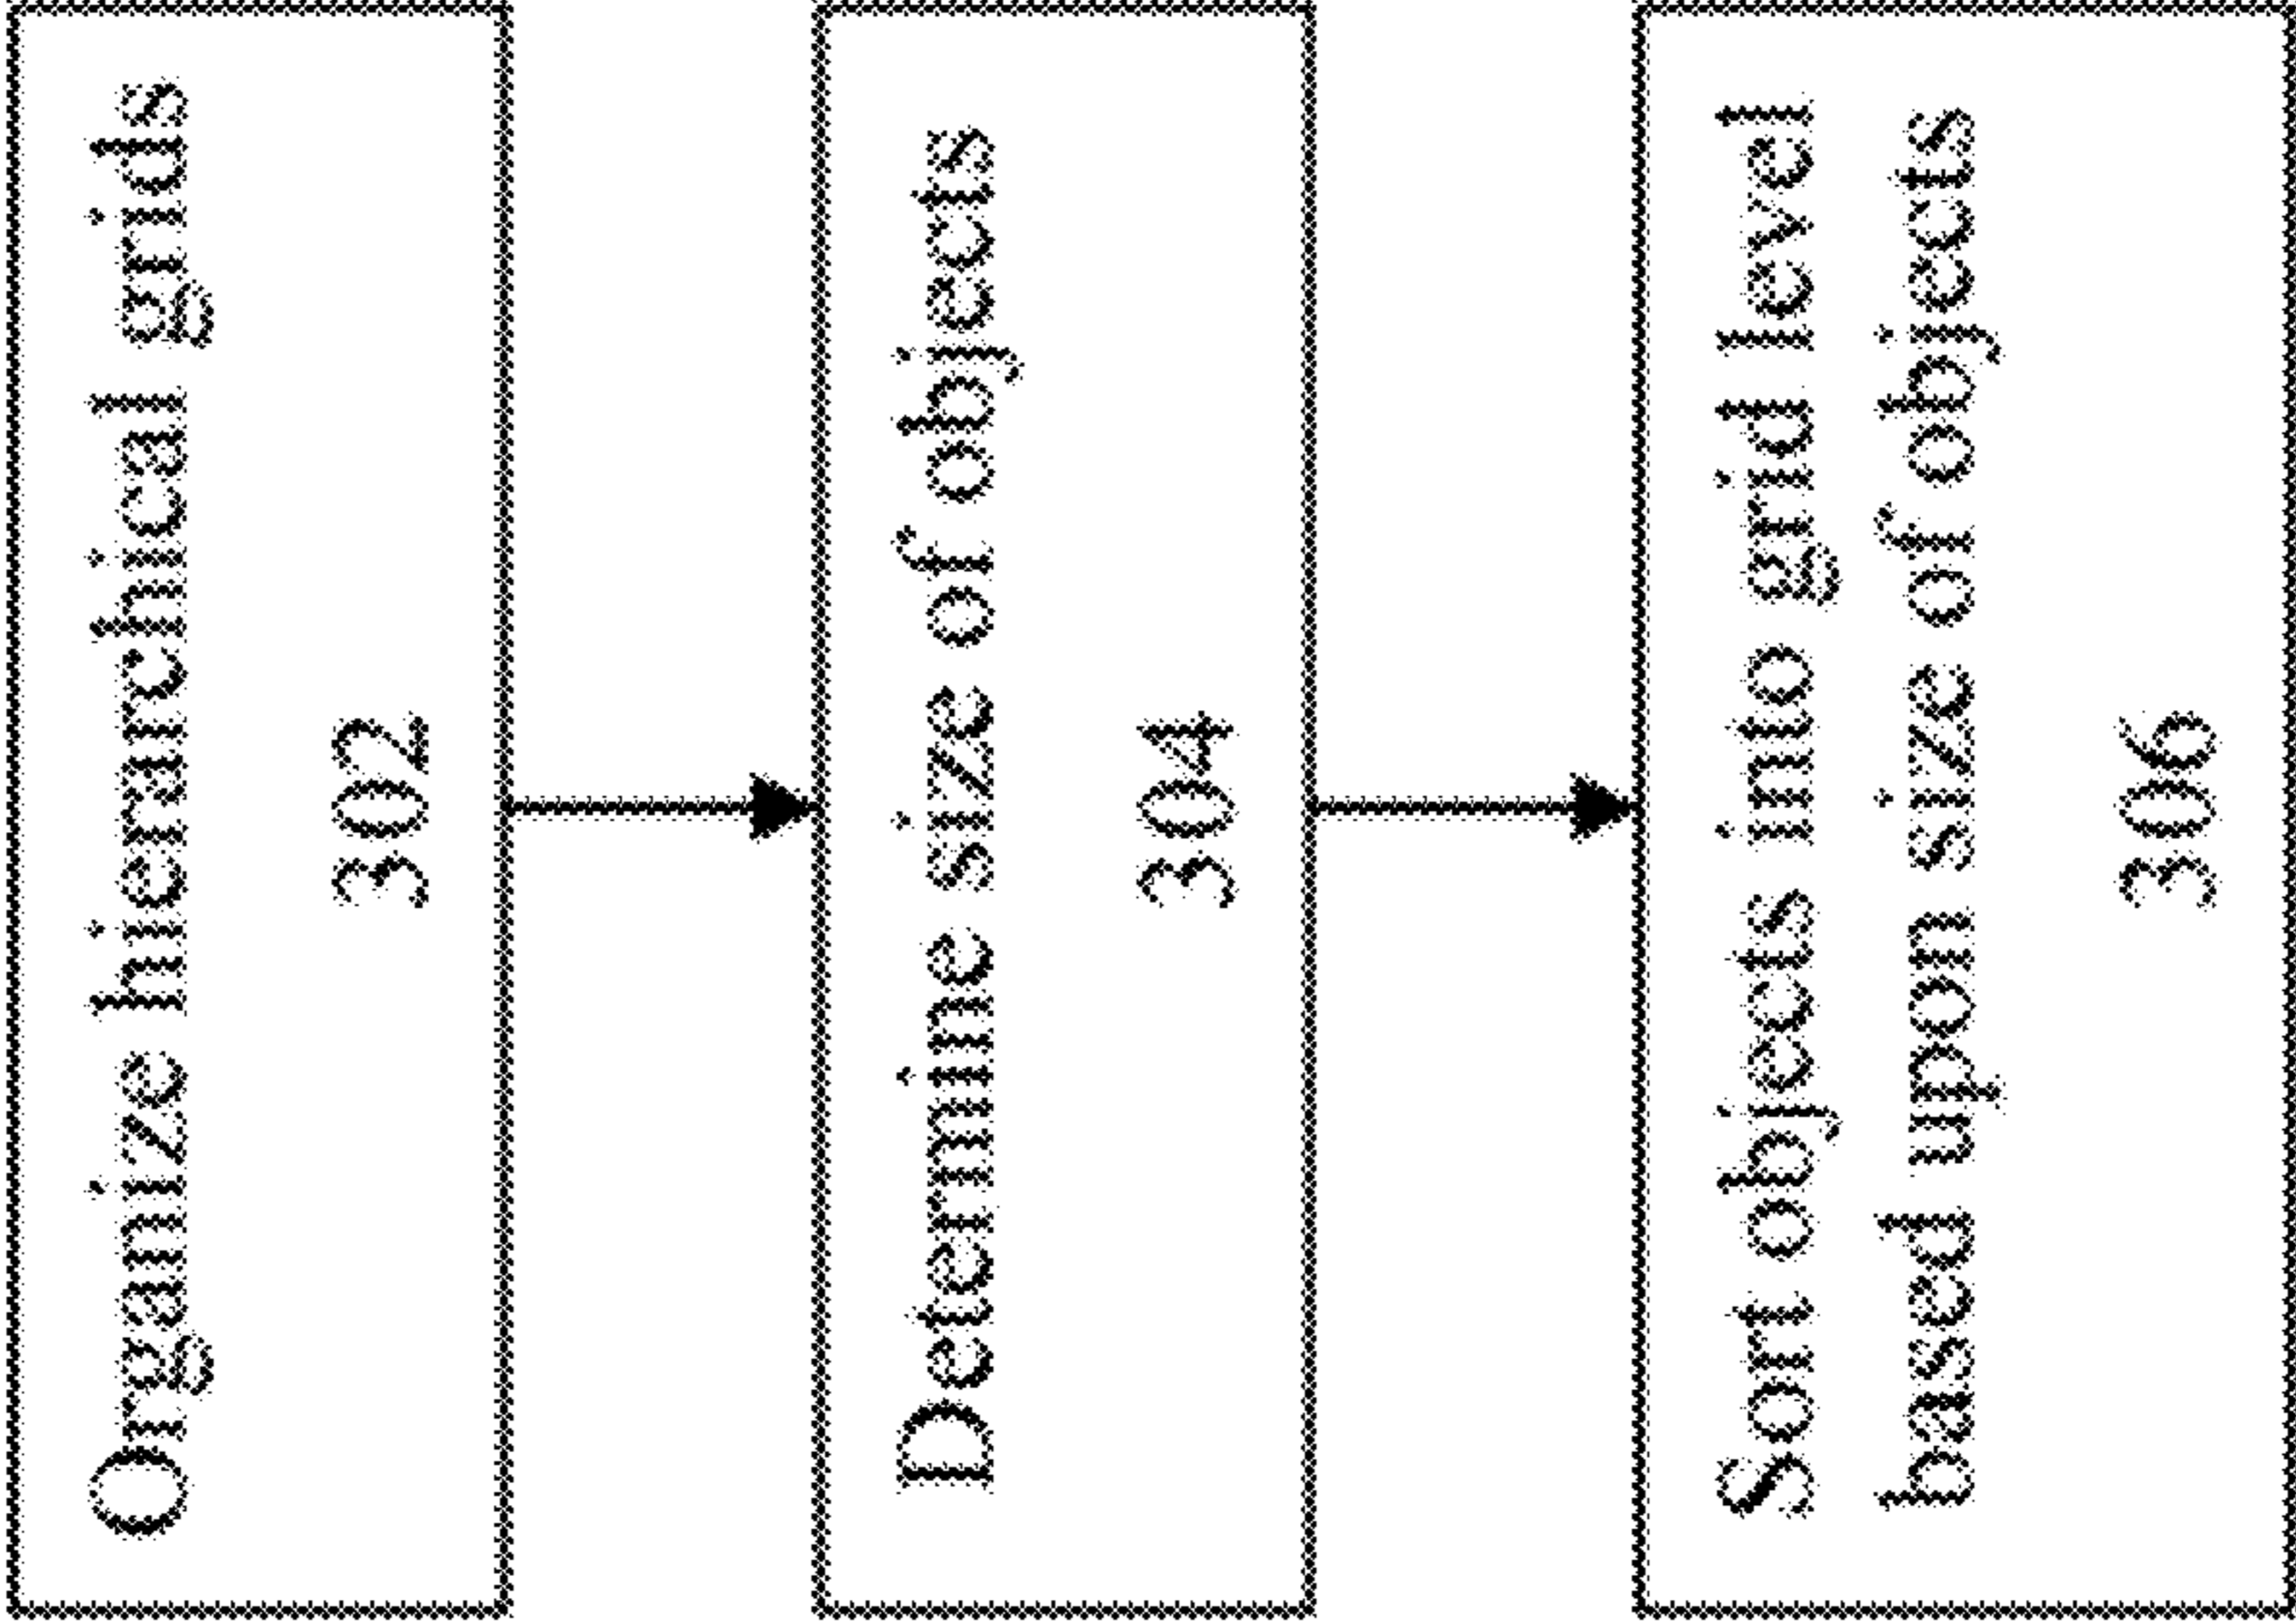 Organize hierarchical grids
302
Determine size of objects
304
Sort objects into grid level
based upon size of objects
306